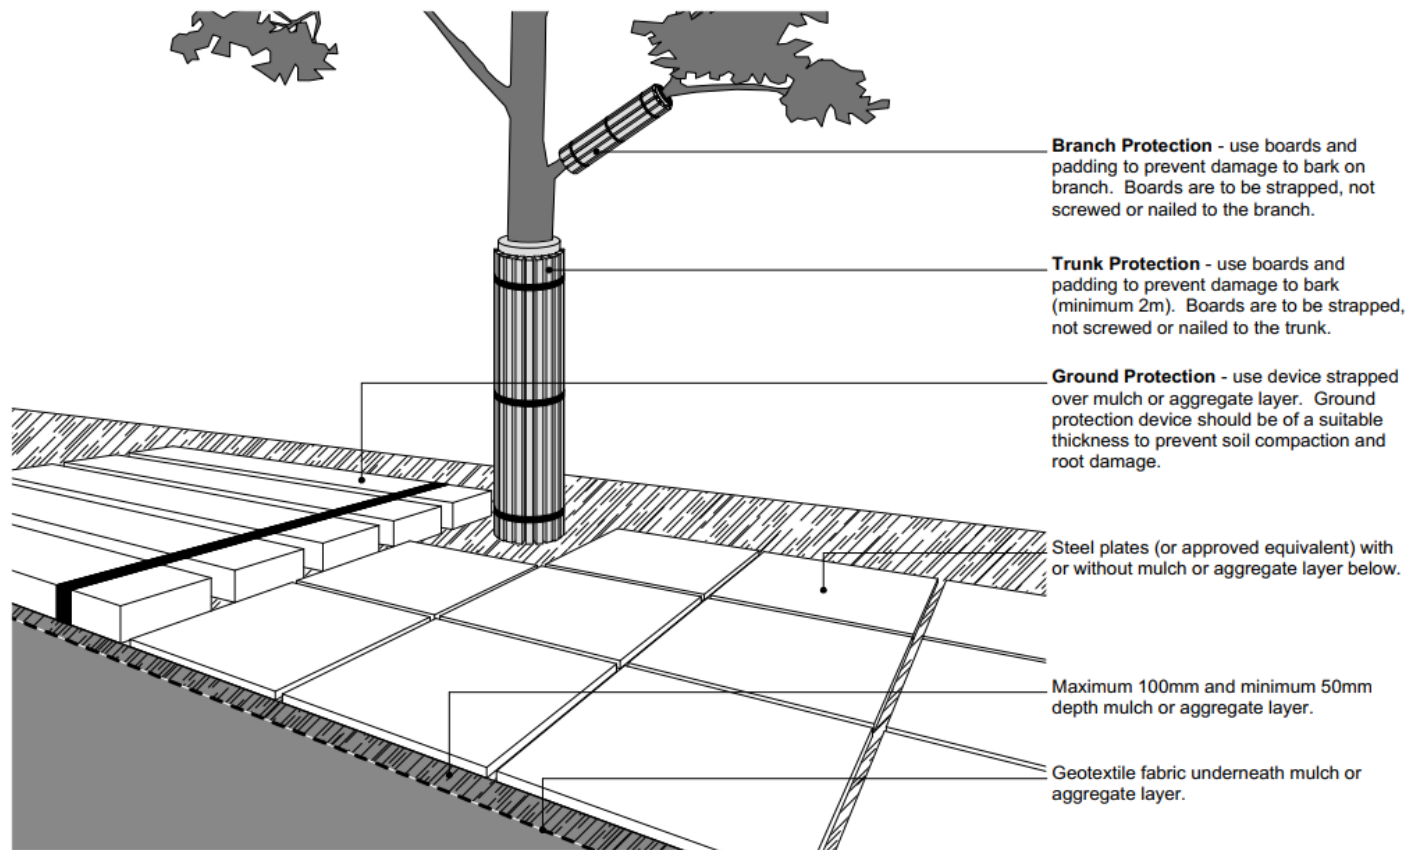 Branch Protection - use boards and
padding to prevent damage to bark on
branch. Boards are to be strapped, not
screwed or nailed to the branch.
Trunk Protection - use boards and
padding to prevent damage to bark
(minimum 2m). Boards are to be strapped,
not screwed or nailed to the trunk.
Ground Protection - use device strapped
over mulch or aggregate layer. Ground
protection device should be of a suitable
thickness to prevent soil compaction and
root damage.
Steel plates (or approved equivalent) with
or without mulch or aggregate layer below.
Maximum 100mm and minimum 50mm
depth mulch or aggregate layer.
Geotextile fabric underneath mulch or
aggregate layer.